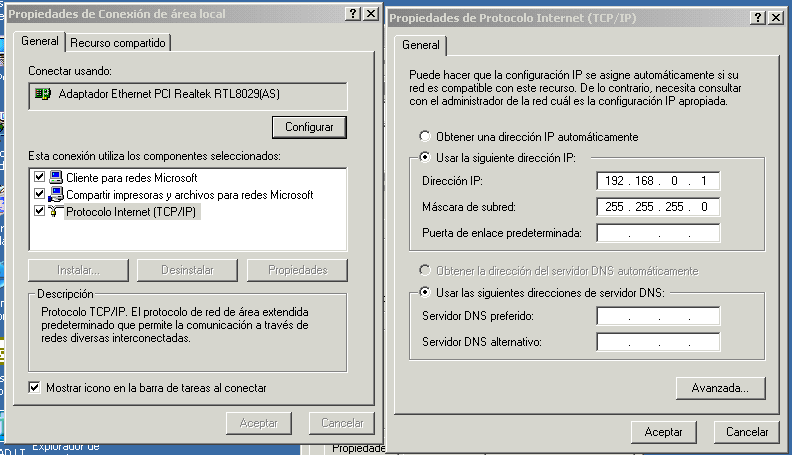 Propiedades de Conexión de área local
General
Recurso compartido
Conectar usando:
Adaptador Ethernet PCI Realtek RTL8029(AS)
Configurar
Esta conexión utiliza los componentes seleccionados:
Cliente para redes Microsoft
Compartir impresoras y archivos para redes Microsoft
Protocolo Internet (TCP/IP)
Instalar...
Desinstalar
Propiedades
Descripción
Protocolo TCP/IP. El protocolo de red de área extendida
predeterminado que permite la comunicación a través de
redes diversas interconectadas.
Mostrar icono en la barra de tareas al conectar
Aceptar
Cancelar
Explorador de
Propiedades de Protocolo Internet (TCP/IP)
General
Puede hacer que la configuración IP se asigne automáticamente si su
red es compatible con este recurso. De lo contrario, necesita consultar
con el administrador de la red cuál es la configuración IP apropiada.
Obtener una dirección IP automáticamente
Usar la siguiente dirección IP:
Dirección IP:
192 . 168 . 0 . 1
Máscara de subred:
255 . 255 . 255 . 0
Puerta de enlace predeterminada:
. . .
Obtener la dirección del servidor DNS automáticamente
Usar las siguientes direcciones de servidor DNS:
Servidor DNS preferido:
. . .
Servidor DNS alternativo:
. . .
Avanzada...
Aceptar
Cancelar
Propiedades